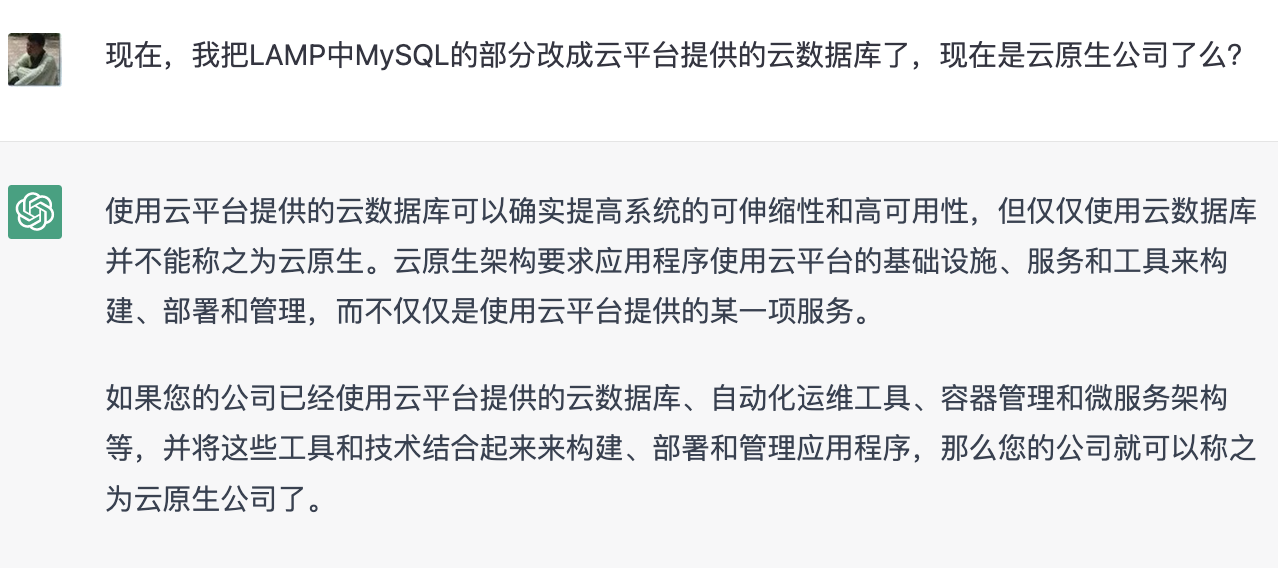 现在，我把LAMP中MySQL的部分改成云平台提供的云数据库了，现在是云原生公司了么？
使用云平台提供的云数据库可以确实提高系统的可伸缩性和高可用性，但仅仅使用云数据库
并不能称之为云原生。云原生架构要求应用程序使用云平台的基础设施、服务和工具来构
建、部署和管理，而不仅仅是使用云平台提供的某一项服务。
如果您的公司已经使用云平台提供的云数据库、自动化运维工具、容器管理和微服务架构
等，并将这些工具和技术结合起来来构建、部署和管理应用程序，那么您的公司就可以称之
为云原生公司了。